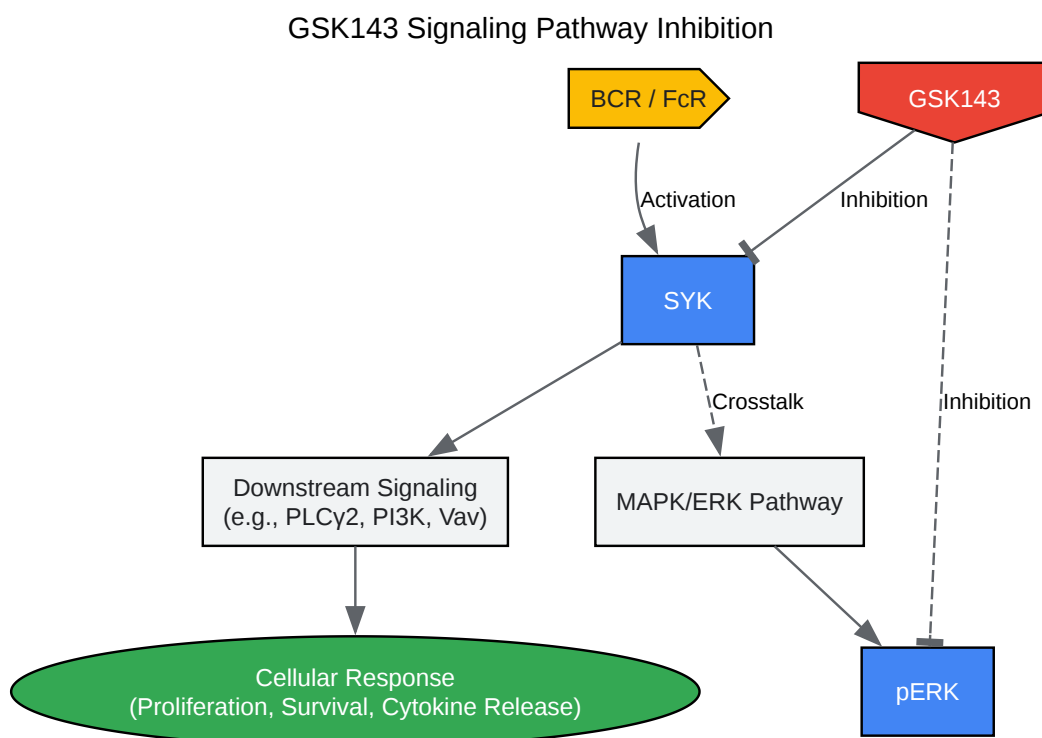 GSK143 Signaling Pathway Inhibition
BCR / FcR
GSK143
Activation
Inhibition
SYK
Crosstalk
Inhibition
Downstream Signaling
(e.g., PLCγ2, PI3K, Vav)
MAPK/ERK Pathway
Cellular Response
(Proliferation, Survival, Cytokine Release)
pERK